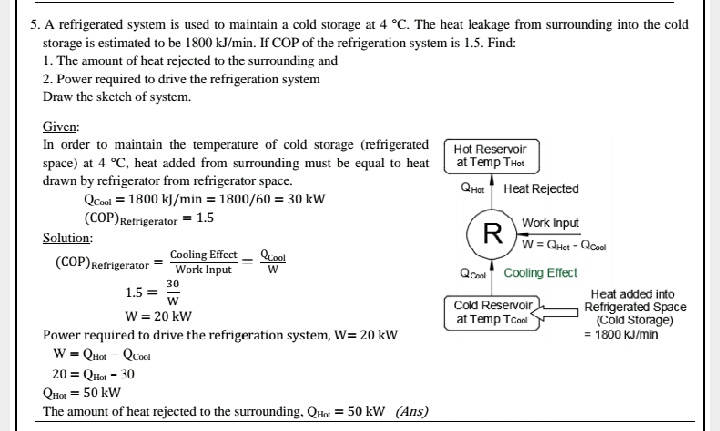 5. A refrigerated system is used to maintain a cold storage at 4 °C. The heat leakage from surrounding into the cold
storage is estimated to be 1800 kJ/min. If COP of the refrigeration system is 1.5. Find:
1. The amount of heat rejected to the surrounding and
2. Power required to drive the refrigeration system
Draw the sketch of system.
Given:
In order to maintain the temperature of cold storage (refrigerated
space) at 4 °C, heat added from surrounding must be equal to heat
drawn by refrigerator from refrigerator space.
QCool = 1800 kJ/min = 1800/60 = 30 kW
(COP)Refrigerator = 1.5
Solution:
(COP)Refrigerator = Cooling Effect / Work Input = QCool / W
1.5 = 30 / W
W = 20 kW
Power required to drive the refrigeration system, W= 20 kW
W = QHot - QCool
20 = QHot - 30
QHot = 50 kW
The amount of heat rejected to the surrounding, QHot = 50 kW (Ans)
Hot Reservoir
at Temp THot
QHot Heat Rejected
R
Work Input
W = QHot - QCool
QCool Cooling Effect
Cold Reservoir
at Temp TCool
Heat added into
Refrigerated Space
(Cold Storage)
= 1800 KJ/min